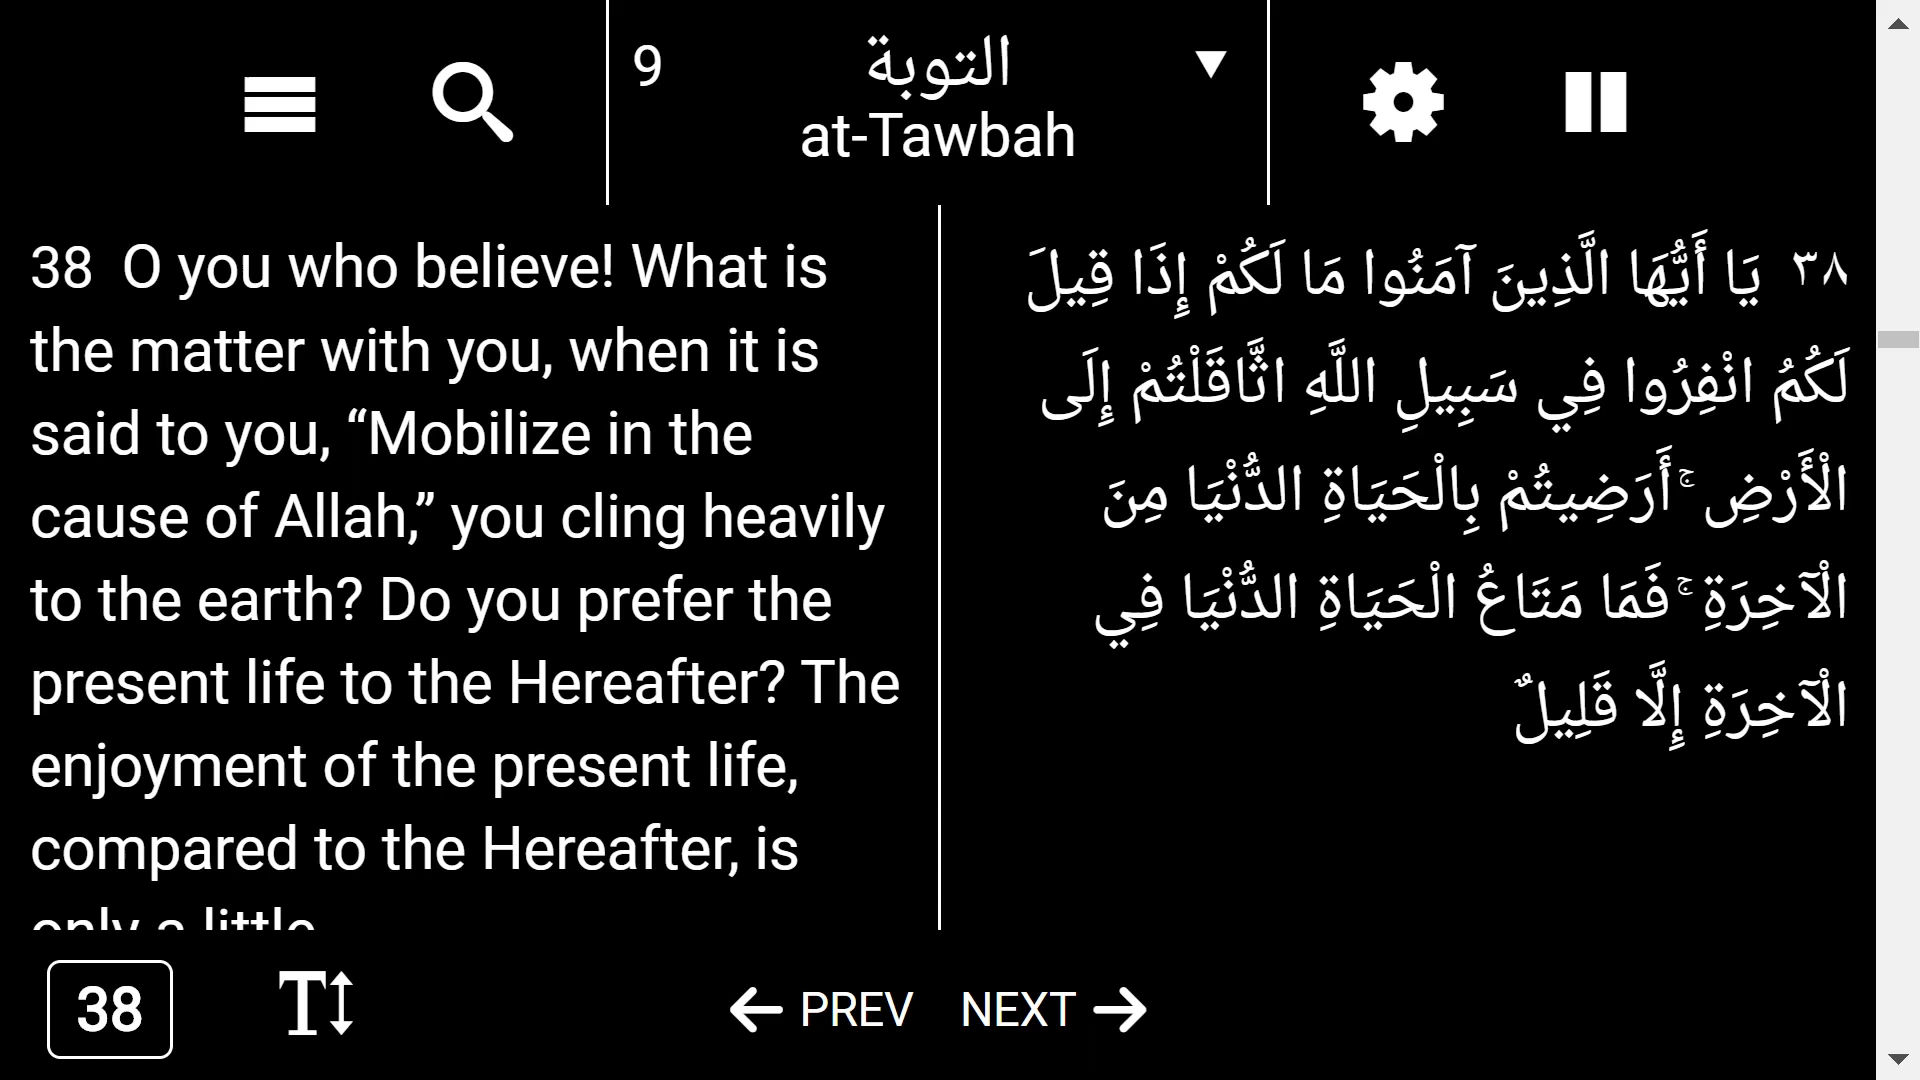 9
التوبة
at-Tawbah
38 O you who believe! What is
the matter with you, when it is
said to you, “Mobilize in the
cause of Allah,” you cling heavily
to the earth? Do you prefer the
present life to the Hereafter? The
enjoyment of the present life,
compared to the Hereafter, is
only a little.
٣٨ يَا أَيُّهَا الَّذِينَ آمَنُوا مَا لَكُمْ إِذَا قِيلَ
لَكُمُ انْفِرُوا فِي سَبِيلِ اللَّهِ اثَّاقَلْتُمْ إِلَى
الْأَرْضِ ۚ أَرَضِيتُمْ بِالْحَيَاةِ الدُّنْيَا مِنَ
الْآخِرَةِ ۚ فَمَا مَتَاعُ الْحَيَاةِ الدُّنْيَا فِي
الْآخِرَةِ إِلَّا قَلِيلٌ
38
T
PREV NEXT